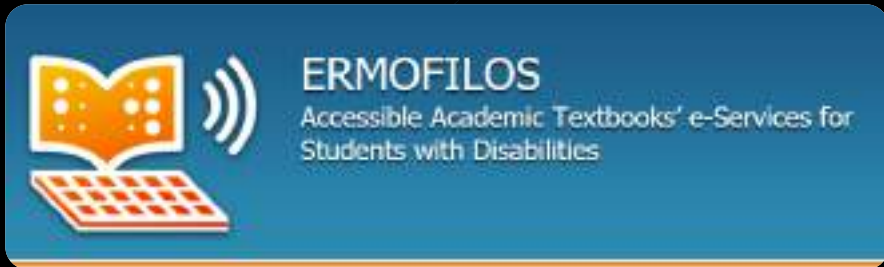 ERMOFILOS
Accessible Academic Textbooks' e-Services for
Students with Disabilities